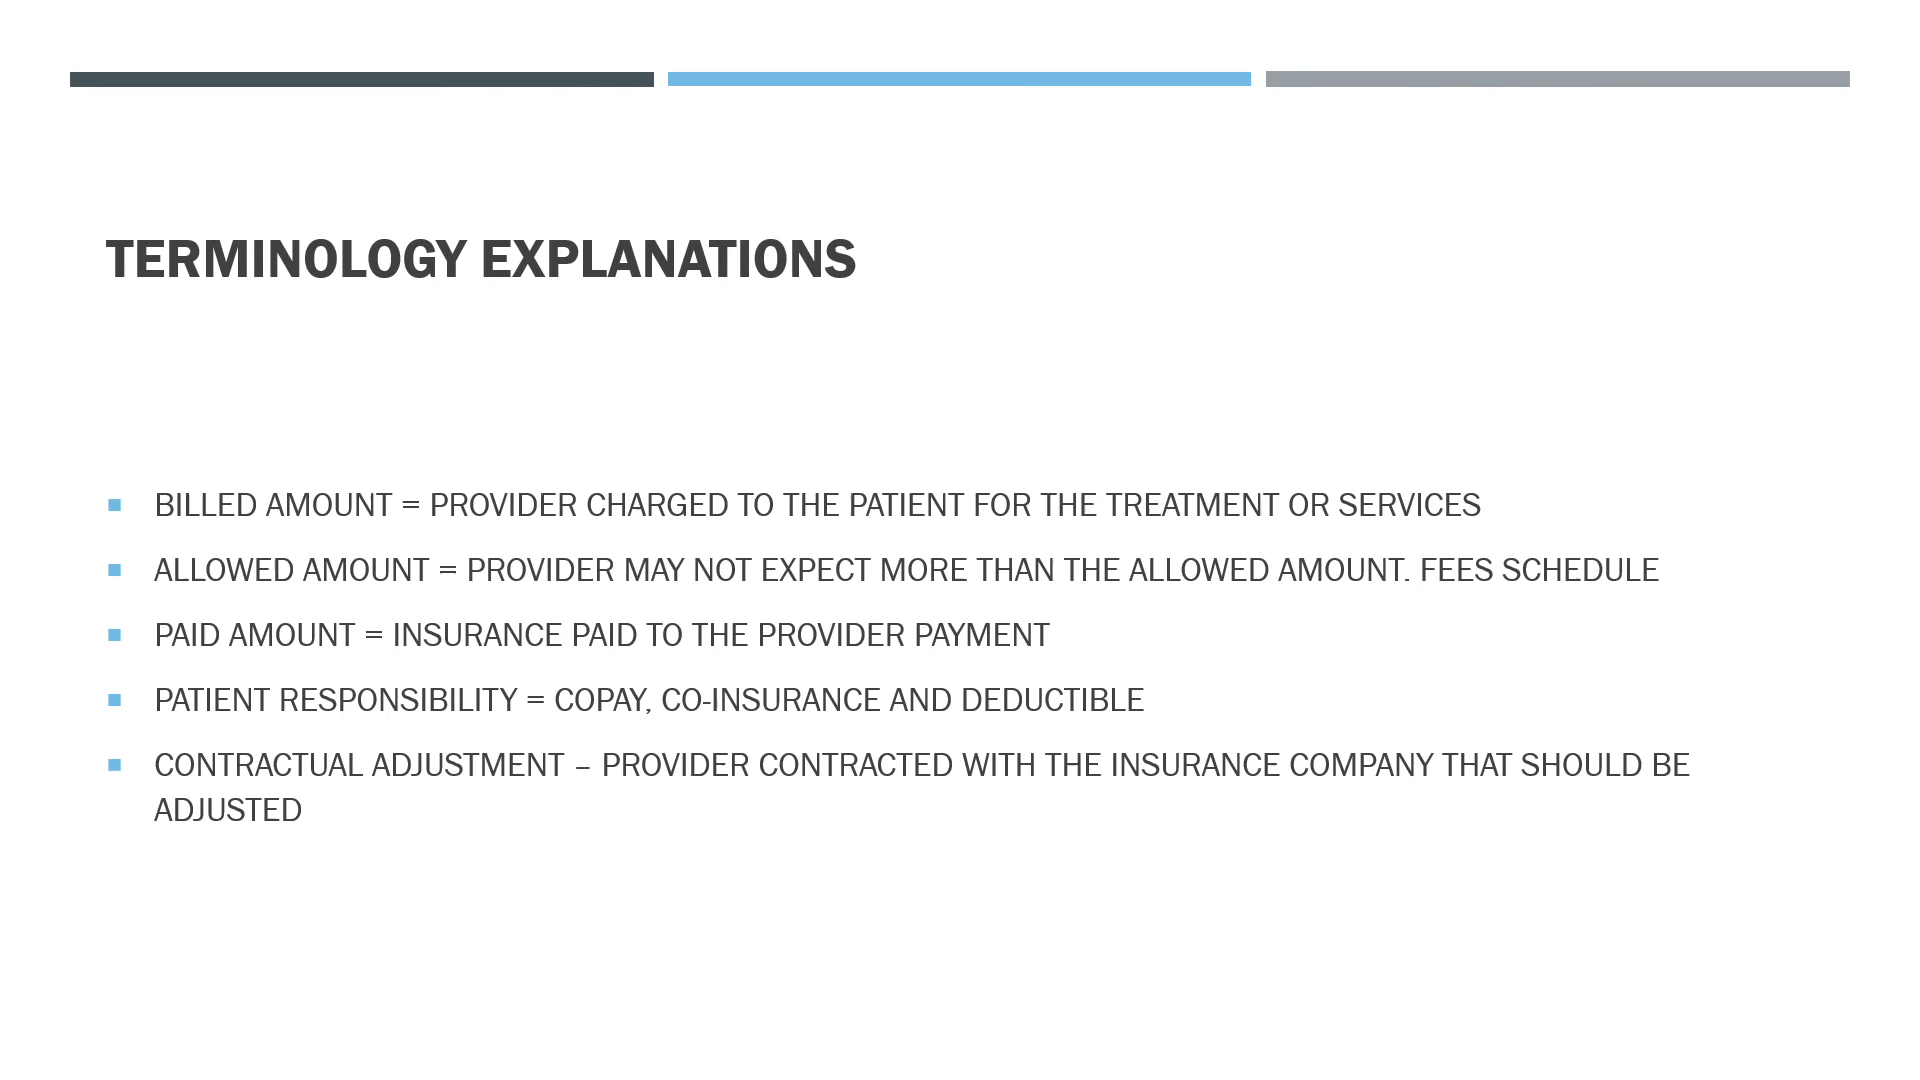 TERMINOLOGY EXPLANATIONS
BILLED AMOUNT = PROVIDER CHARGED TO THE PATIENT FOR THE TREATMENT OR SERVICES
ALLOWED AMOUNT = PROVIDER MAY NOT EXPECT MORE THAN THE ALLOWED AMOUNT. FEES SCHEDULE
PAID AMOUNT = INSURANCE PAID TO THE PROVIDER PAYMENT
PATIENT RESPONSIBILITY = COPAY, CO-INSURANCE AND DEDUCTIBLE
CONTRACTUAL ADJUSTMENT – PROVIDER CONTRACTED WITH THE INSURANCE COMPANY THAT SHOULD BE
ADJUSTED